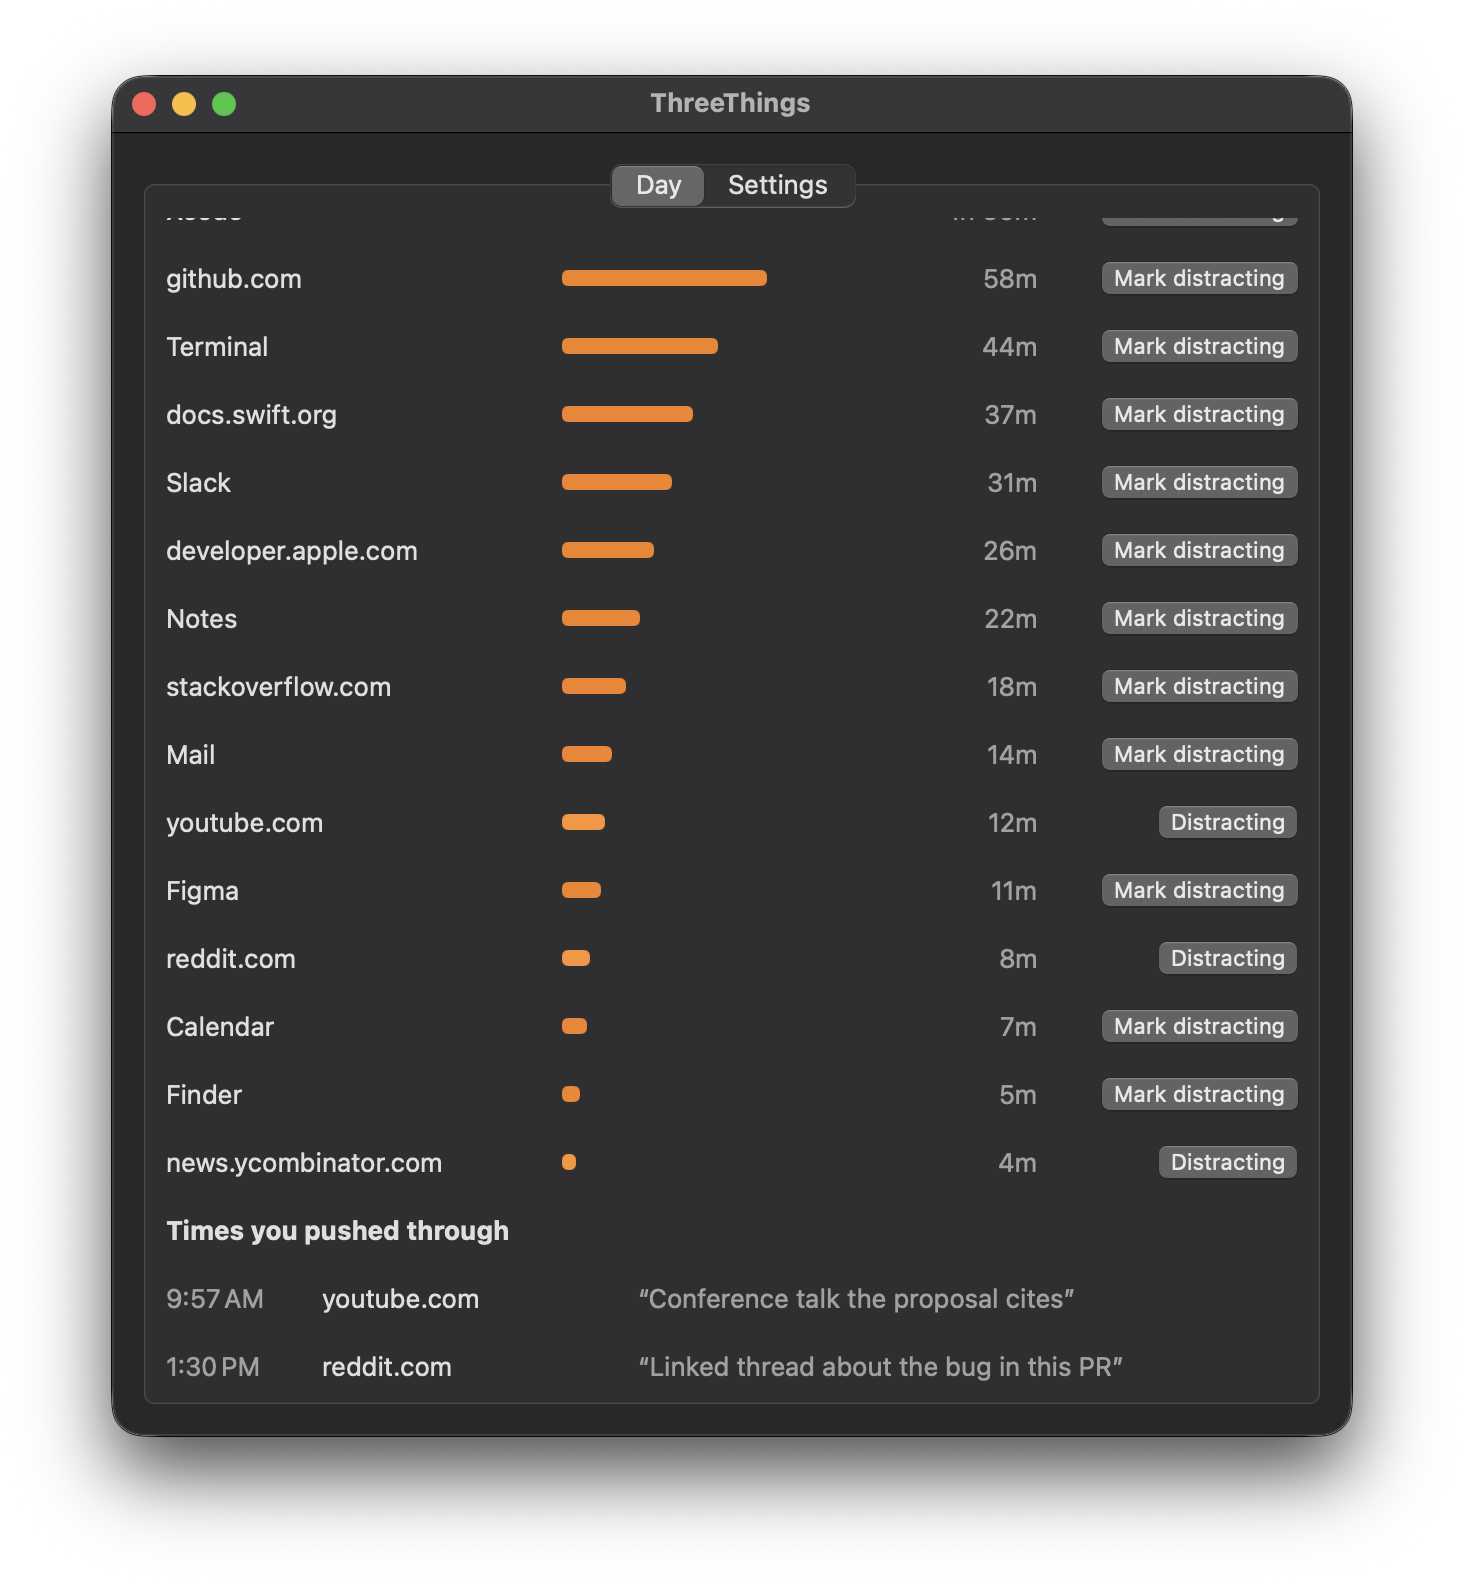 ThreeThings
Day Settings
github.com 58m Mark distracting
Terminal 44m Mark distracting
docs.swift.org 37m Mark distracting
Slack 31m Mark distracting
developer.apple.com 26m Mark distracting
Notes 22m Mark distracting
stackoverflow.com 18m Mark distracting
Mail 14m Mark distracting
youtube.com 12m Distracting
Figma 11m Mark distracting
reddit.com 8m Distracting
Calendar 7m Mark distracting
Finder 5m Mark distracting
news.ycombinator.com 4m Distracting
Times you pushed through
9:57 AM youtube.com “Conference talk the proposal cites”
1:30 PM reddit.com “Linked thread about the bug in this PR”